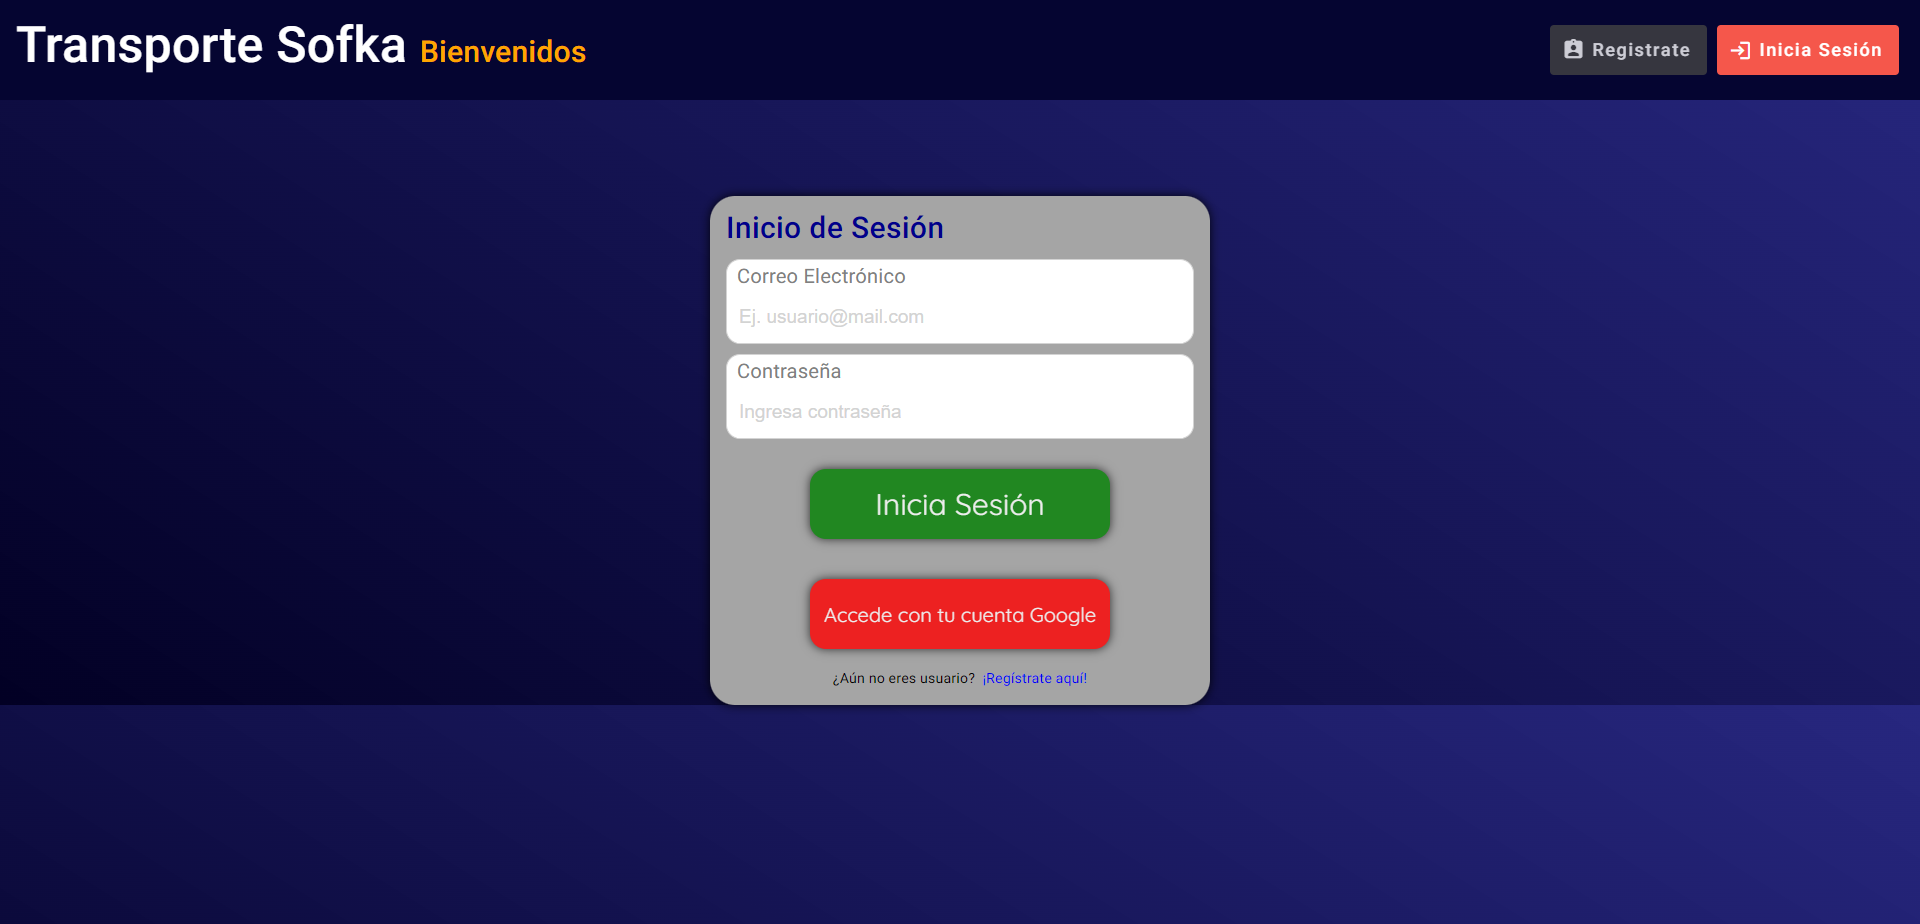 Transporte Sofka Bienvenidos
Registrate
Inicia Sesión
Inicio de Sesión
Correo Electrónico
Ej. usuario@mail.com
Contraseña
Ingresa contraseña
Inicia Sesión
Accede con tu cuenta Google
¿Aún no eres usuario? ¡Regístrate aquí!